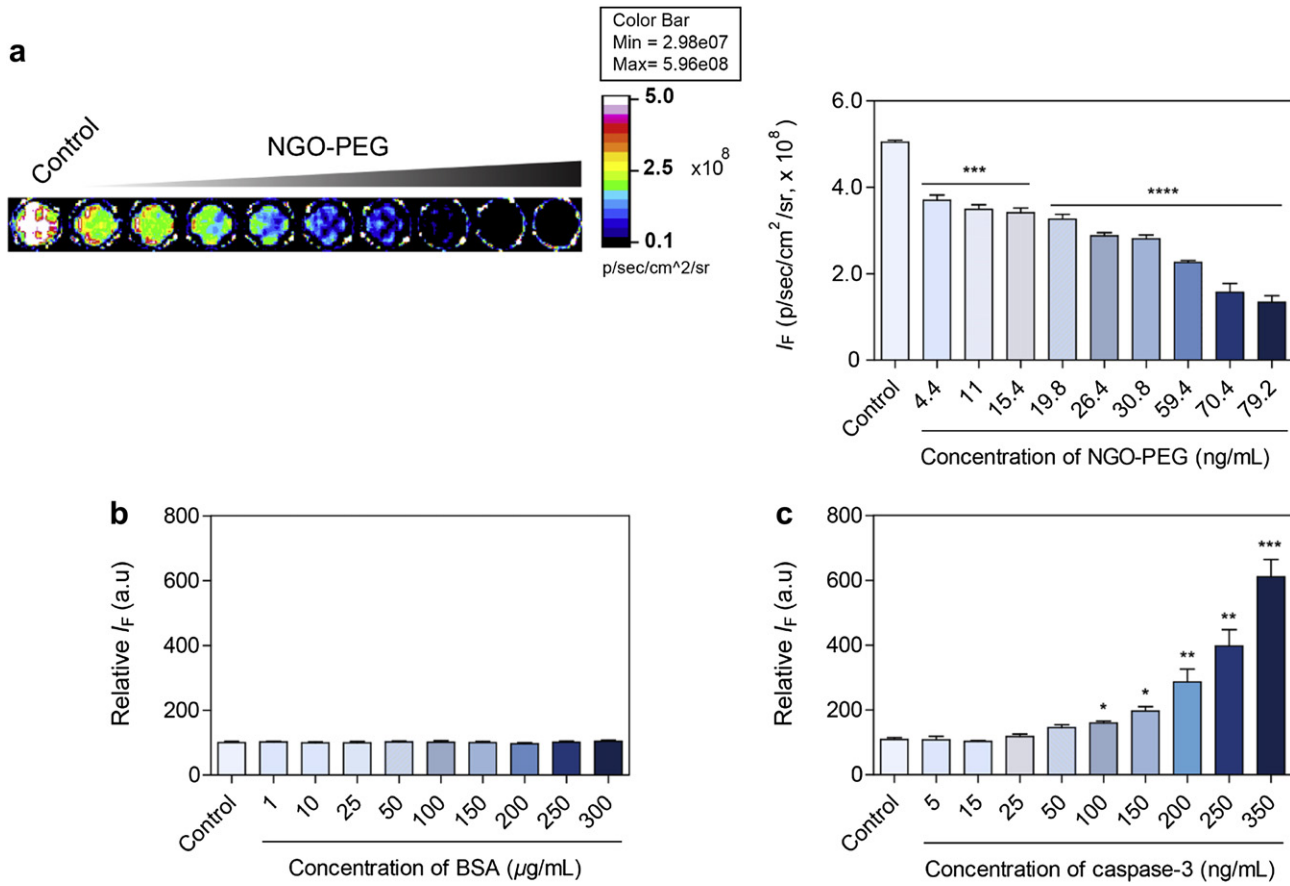 a
Control
NGO-PEG
Color Bar
Min = 2.98e07
Max= 5.96e08
5.0
2.5
x10^8
0.1
p/sec/cm^2/sr
I_F (p/sec/cm^2/sr, x 10^8)
6.0
4.0
2.0
0
***
****
Control
4.4
11
15.4
19.8
26.4
30.8
59.4
70.4
79.2
Concentration of NGO-PEG (ng/mL)
b
Relative I_F (a.u)
800
600
400
200
0
Control
1
10
25
50
100
150
200
250
300
Concentration of BSA (µg/mL)
c
Relative I_F (a.u)
800
600
400
200
0
*
*
**
**
***
Control
5
15
25
50
100
150
200
250
350
Concentration of caspase-3 (ng/mL)